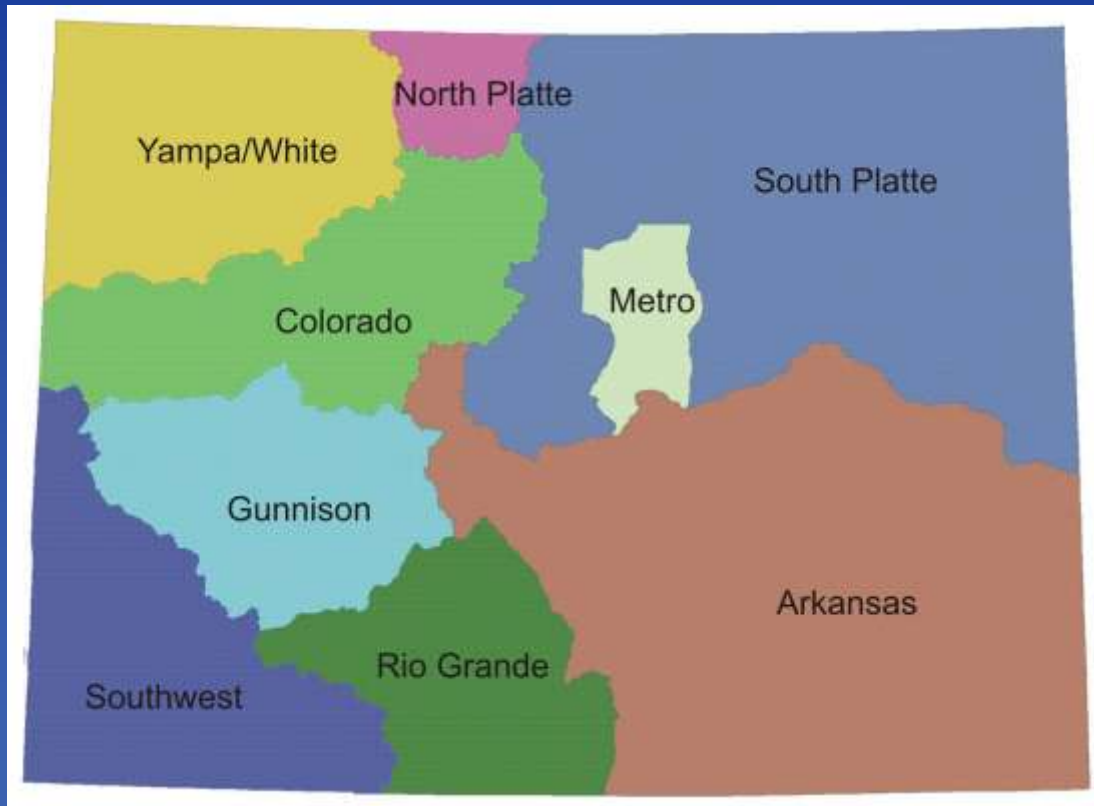 North Platte
Yampa/White
South Platte
Metro
Colorado
Gunnison
Arkansas
Rio Grande
Southwest